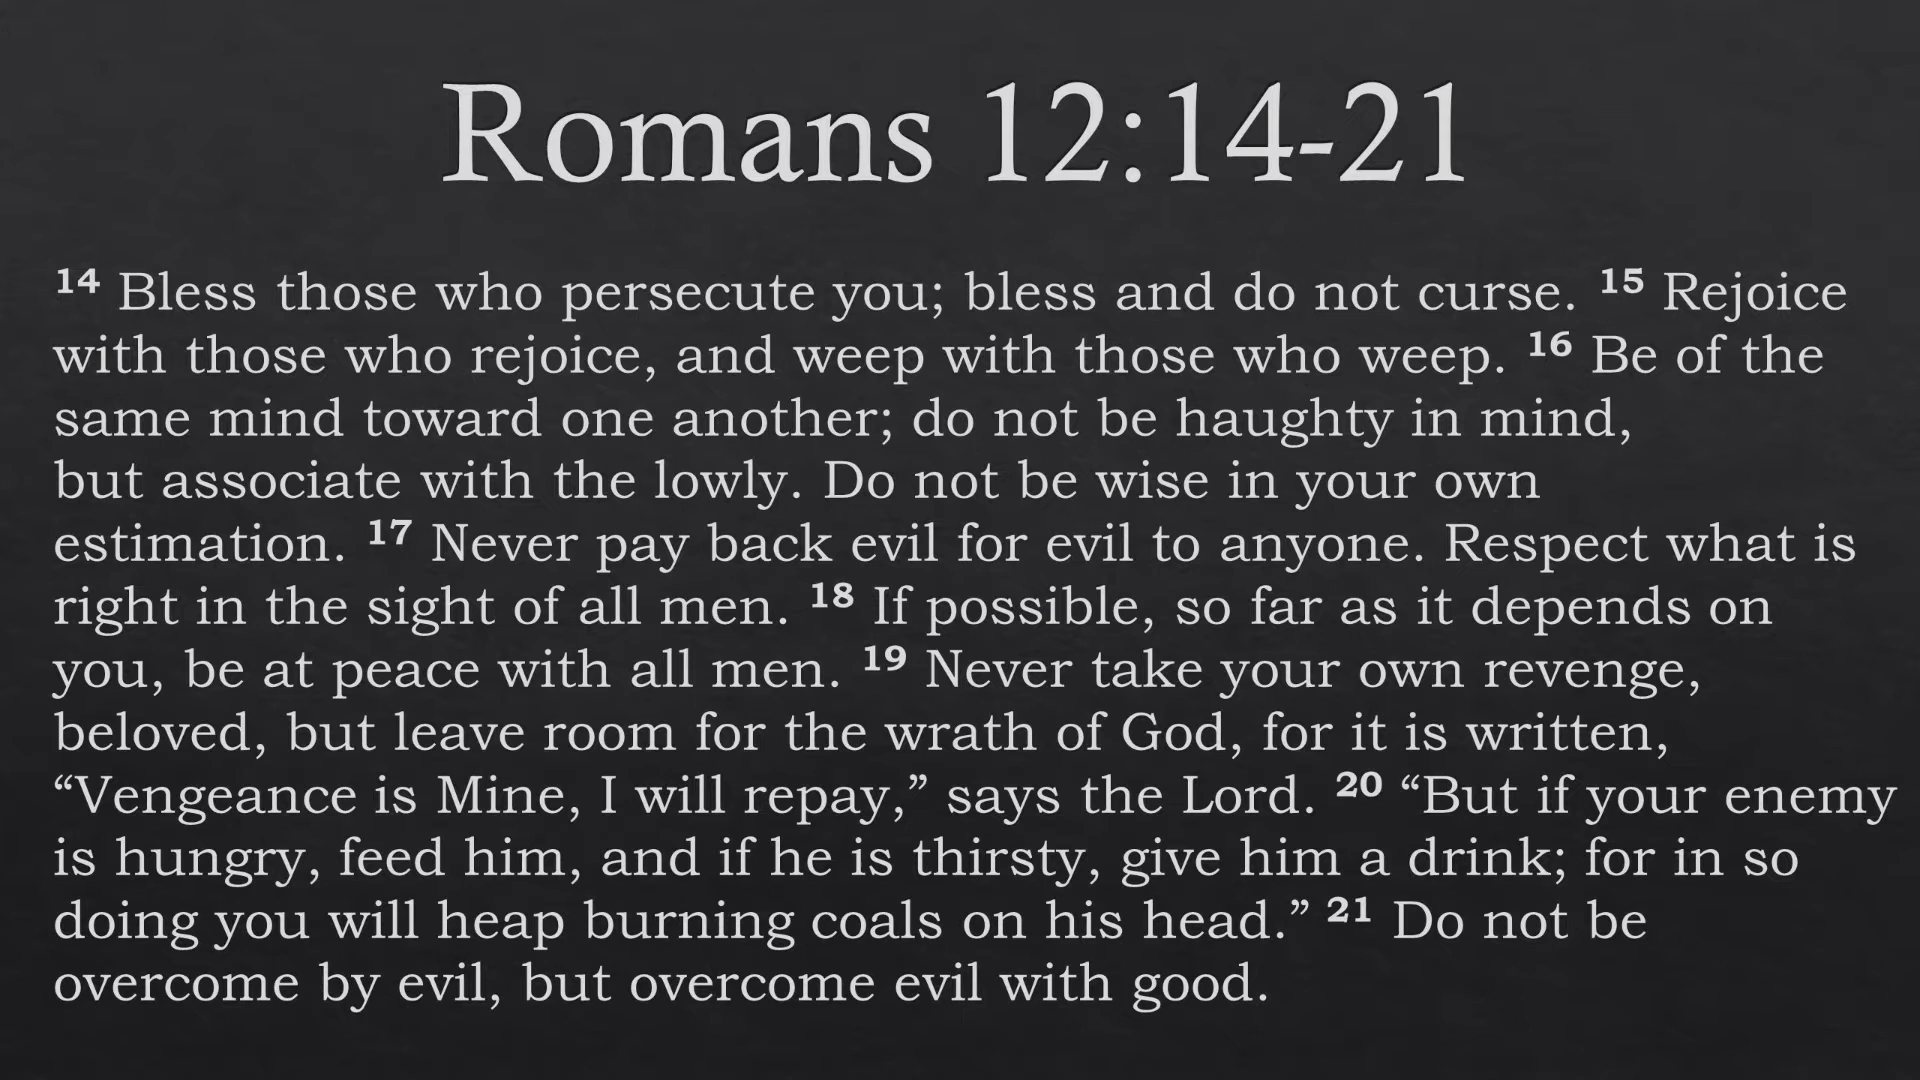 Romans 12:14-21
14 Bless those who persecute you; bless and do not curse. 15 Rejoice
with those who rejoice, and weep with those who weep. 16 Be of the
same mind toward one another; do not be haughty in mind,
but associate with the lowly. Do not be wise in your own
estimation. 17 Never pay back evil for evil to anyone. Respect what is
right in the sight of all men. 18 If possible, so far as it depends on
you, be at peace with all men. 19 Never take your own revenge,
beloved, but leave room for the wrath of God, for it is written,
“Vengeance is Mine, I will repay,” says the Lord. 20 “But if your enemy
is hungry, feed him, and if he is thirsty, give him a drink; for in so
doing you will heap burning coals on his head.” 21 Do not be
overcome by evil, but overcome evil with good.